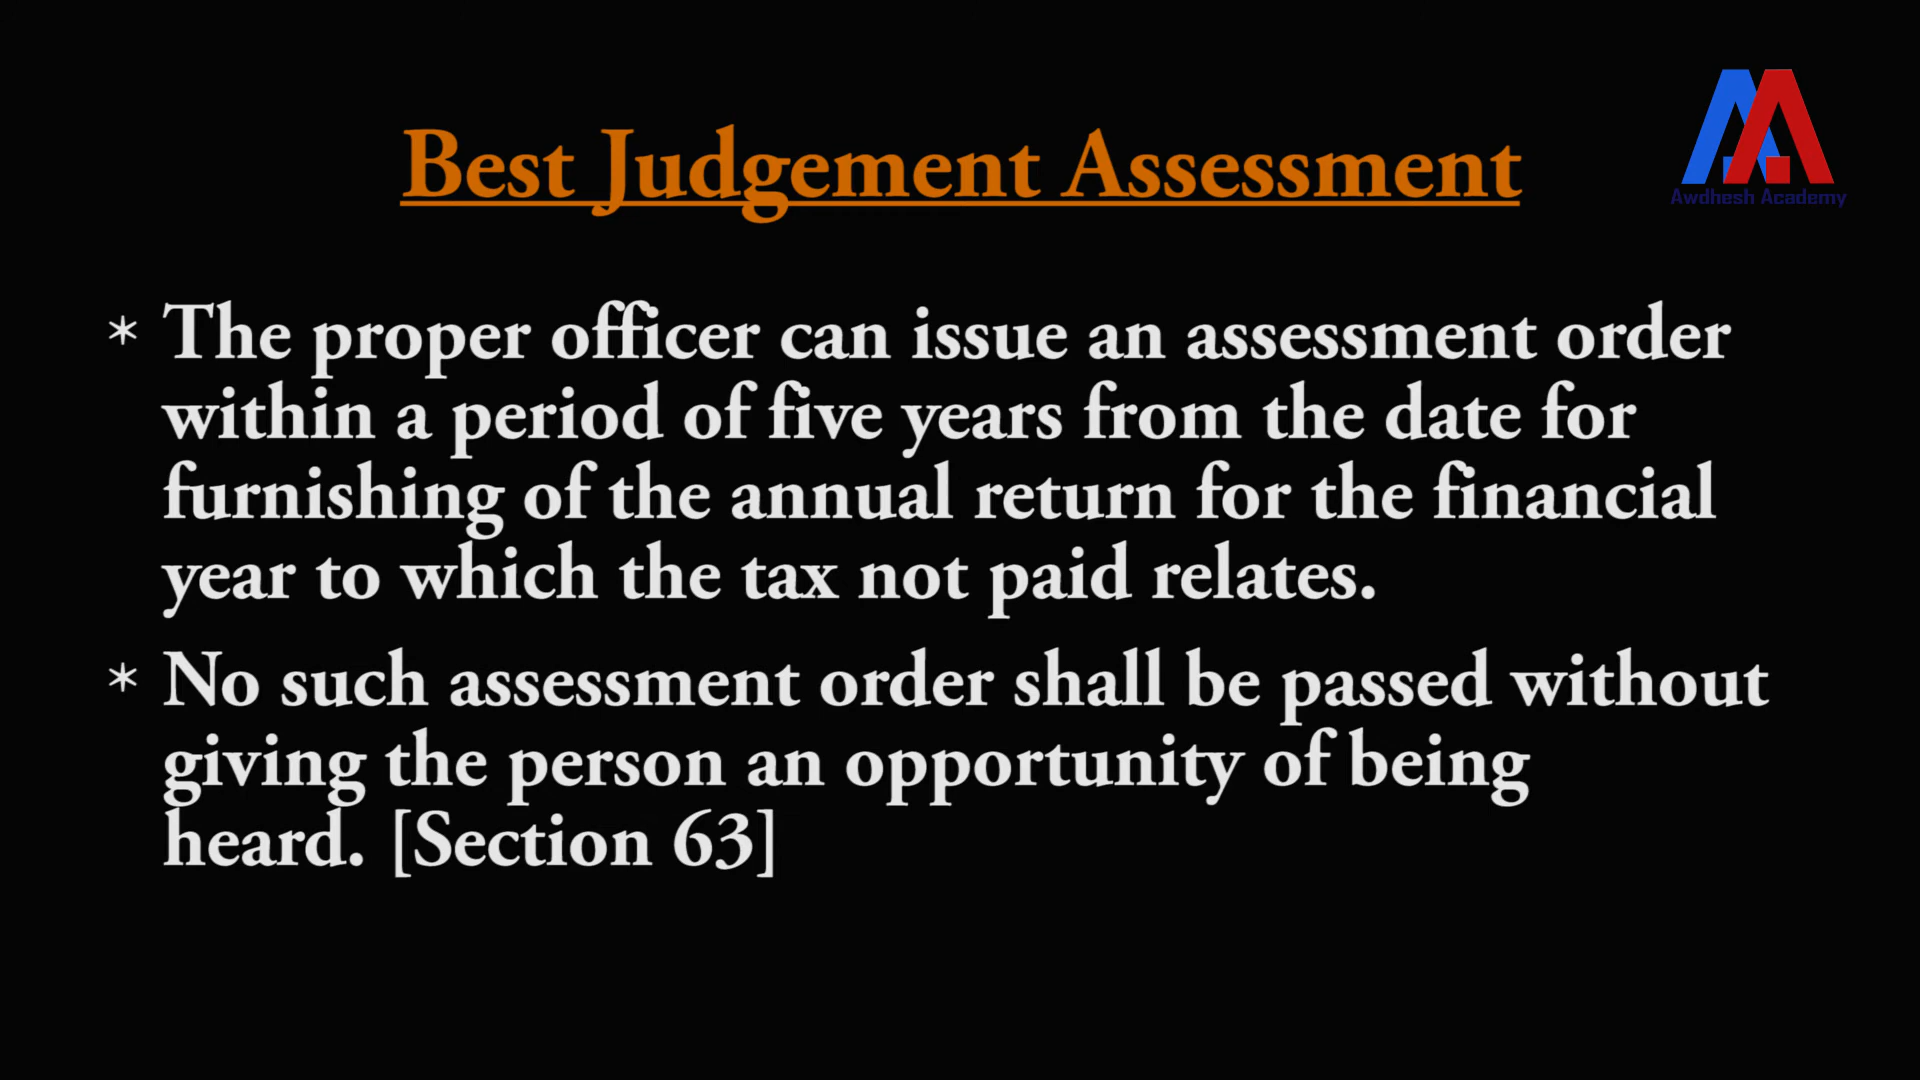 Best Judgement Assessment
Awdhesh Academy
* The proper officer can issue an assessment order
within a period of five years from the date for
furnishing of the annual return for the financial
year to which the tax not paid relates.
* No such assessment order shall be passed without
giving the person an opportunity of being
heard. [Section 63]